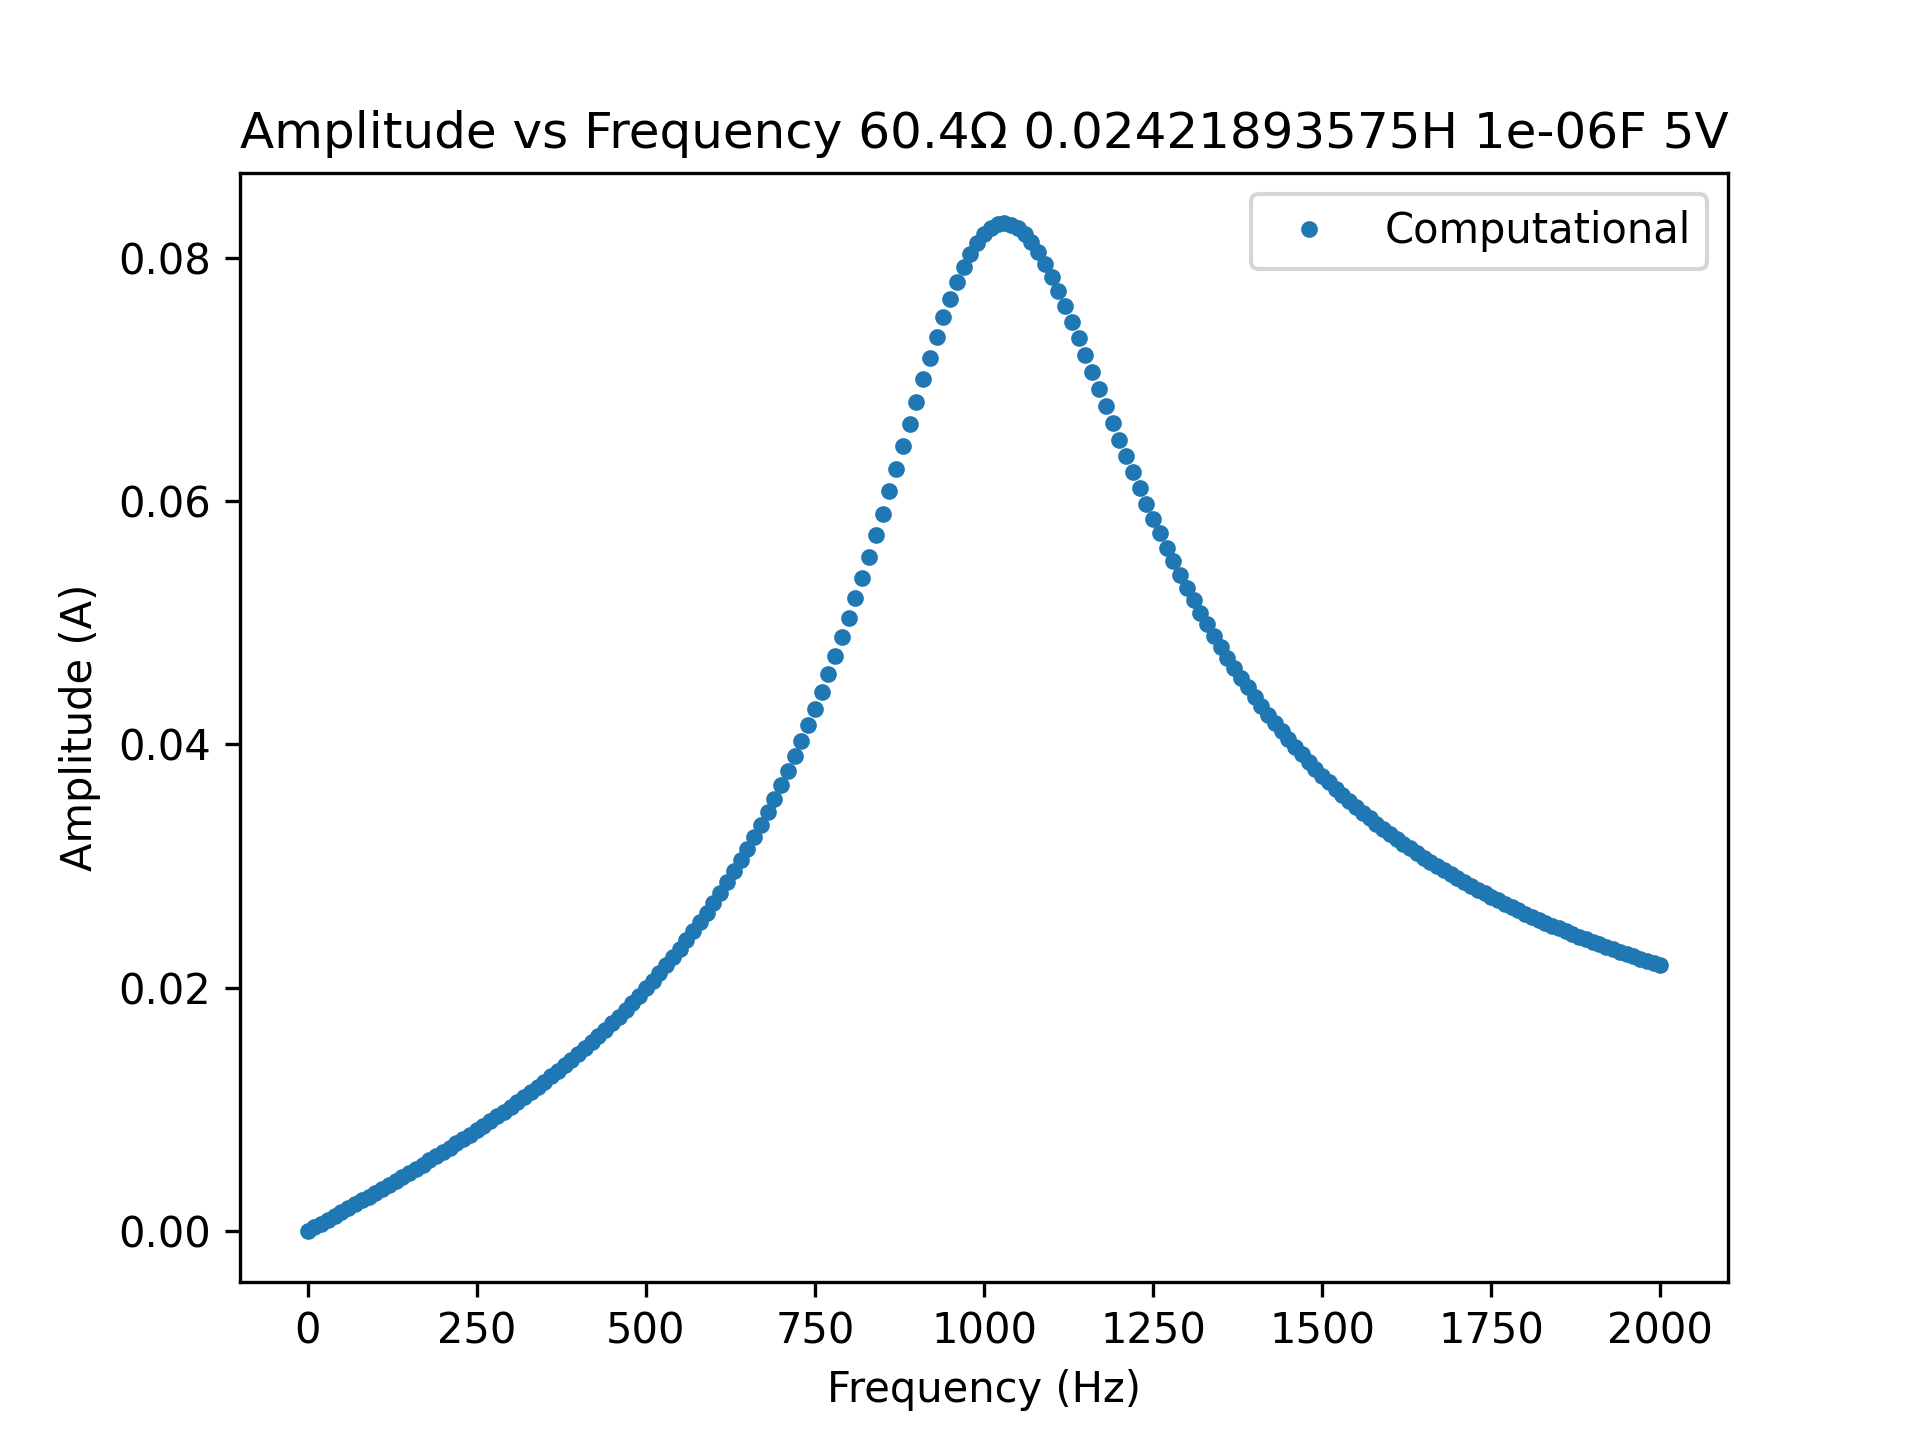 Amplitude vs Frequency 60.4Ω 0.02421893575H 1e-06F 5V
Computational
0.08
0.06
0.04
0.02
0.00
Amplitude (A)
0 250 500 750 1000 1250 1500 1750 2000
Frequency (Hz)